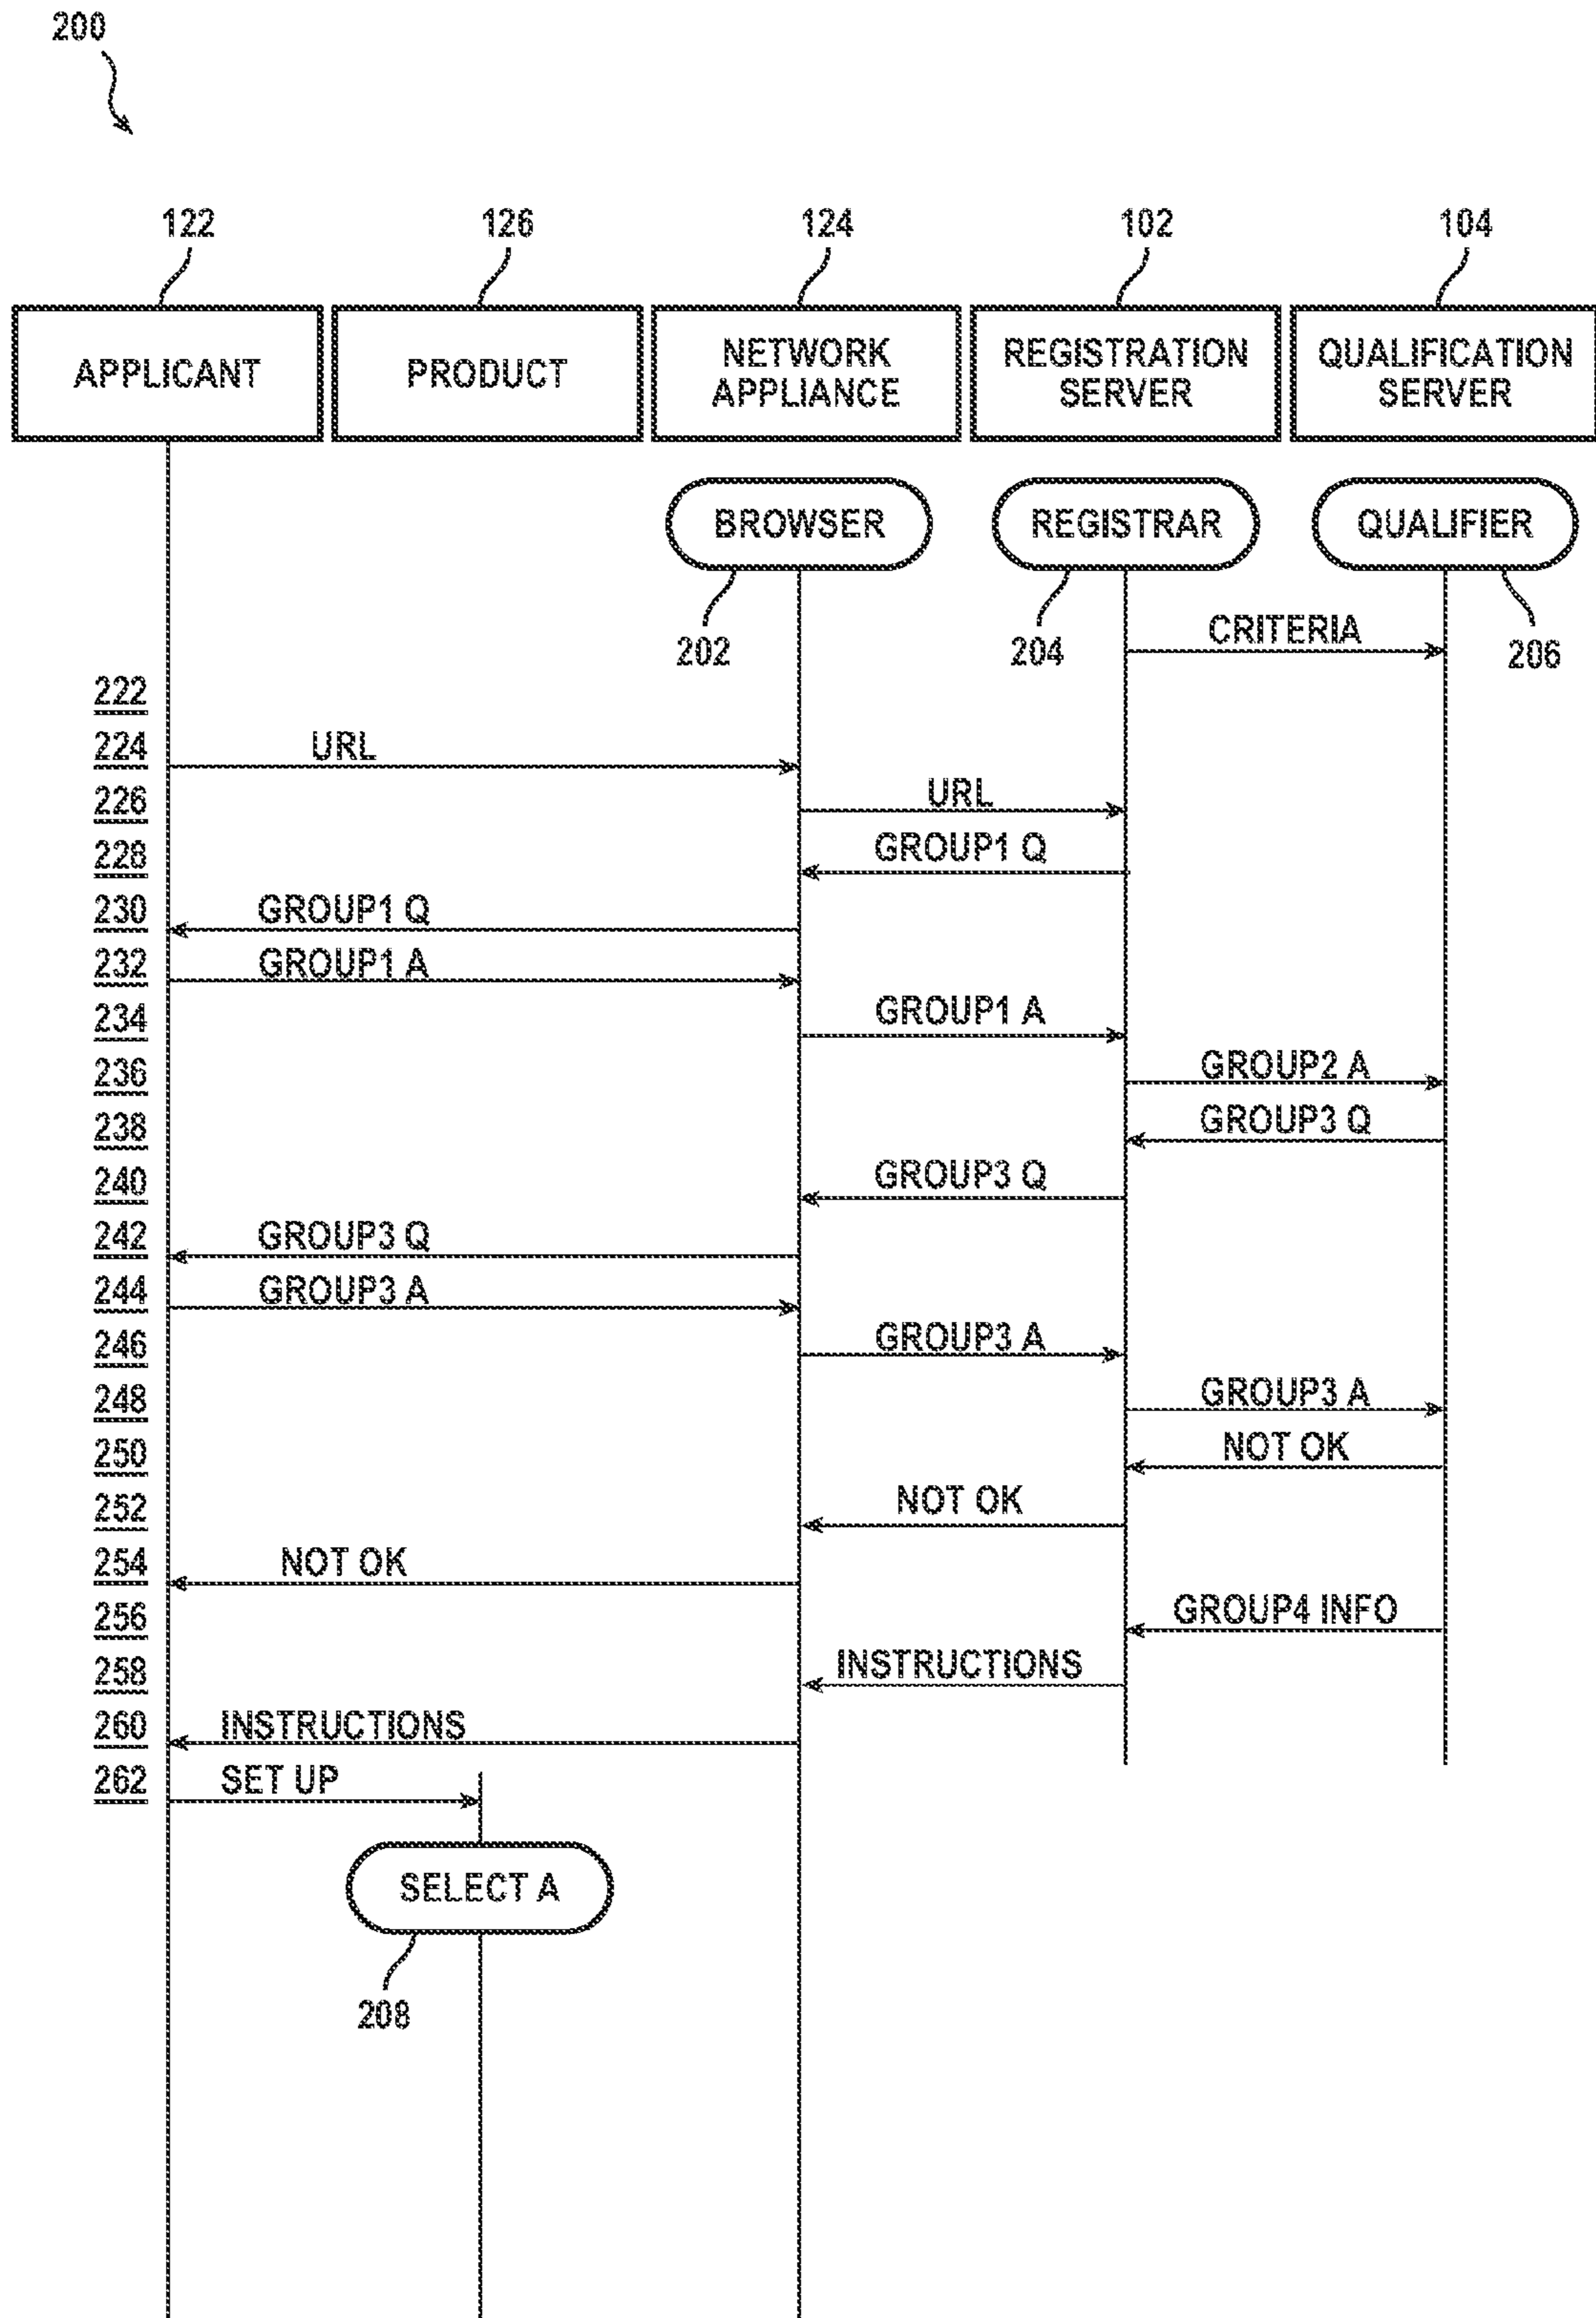 200
122
126
124
102
104
APPLICANT
PRODUCT
NETWORK
APPLIANCE
REGISTRATION
SERVER
QUALIFICATION
SERVER
BROWSER
REGISTRAR
QUALIFIER
202
204
206
CRITERIA
222
224
URL
226
URL
228
GROUP1 Q
230
GROUP1 Q
232
GROUP1 A
234
GROUP1 A
236
GROUP2 A
238
GROUP3 Q
240
GROUP3 Q
242
GROUP3 Q
244
GROUP3 A
246
GROUP3 A
248
GROUP3 A
250
NOT OK
252
NOT OK
254
NOT OK
256
GROUP4 INFO
258
INSTRUCTIONS
260
INSTRUCTIONS
262
SET UP
SELECT A
208